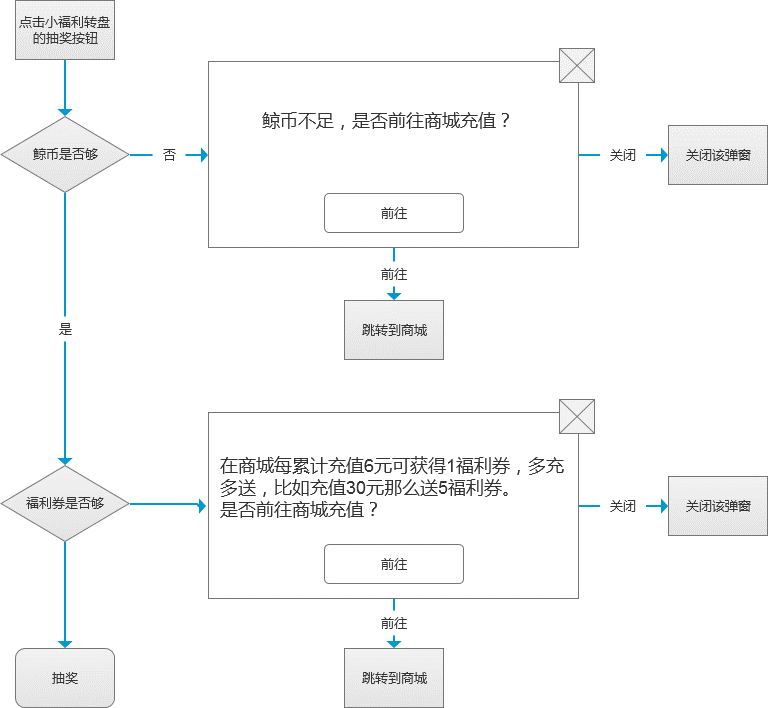 点击小福利转盘
的抽奖按钮
鲸币是否够
否
鲸币不足，是否前往商城充值？
前往
关闭
关闭该弹窗
前往
跳转到商城
是
福利券是否够
在商城每累计充值6元可获得1福利券，多充
多送，比如充值30元那么送5福利券。
是否前往商城充值？
前往
关闭
关闭该弹窗
前往
跳转到商城
抽奖